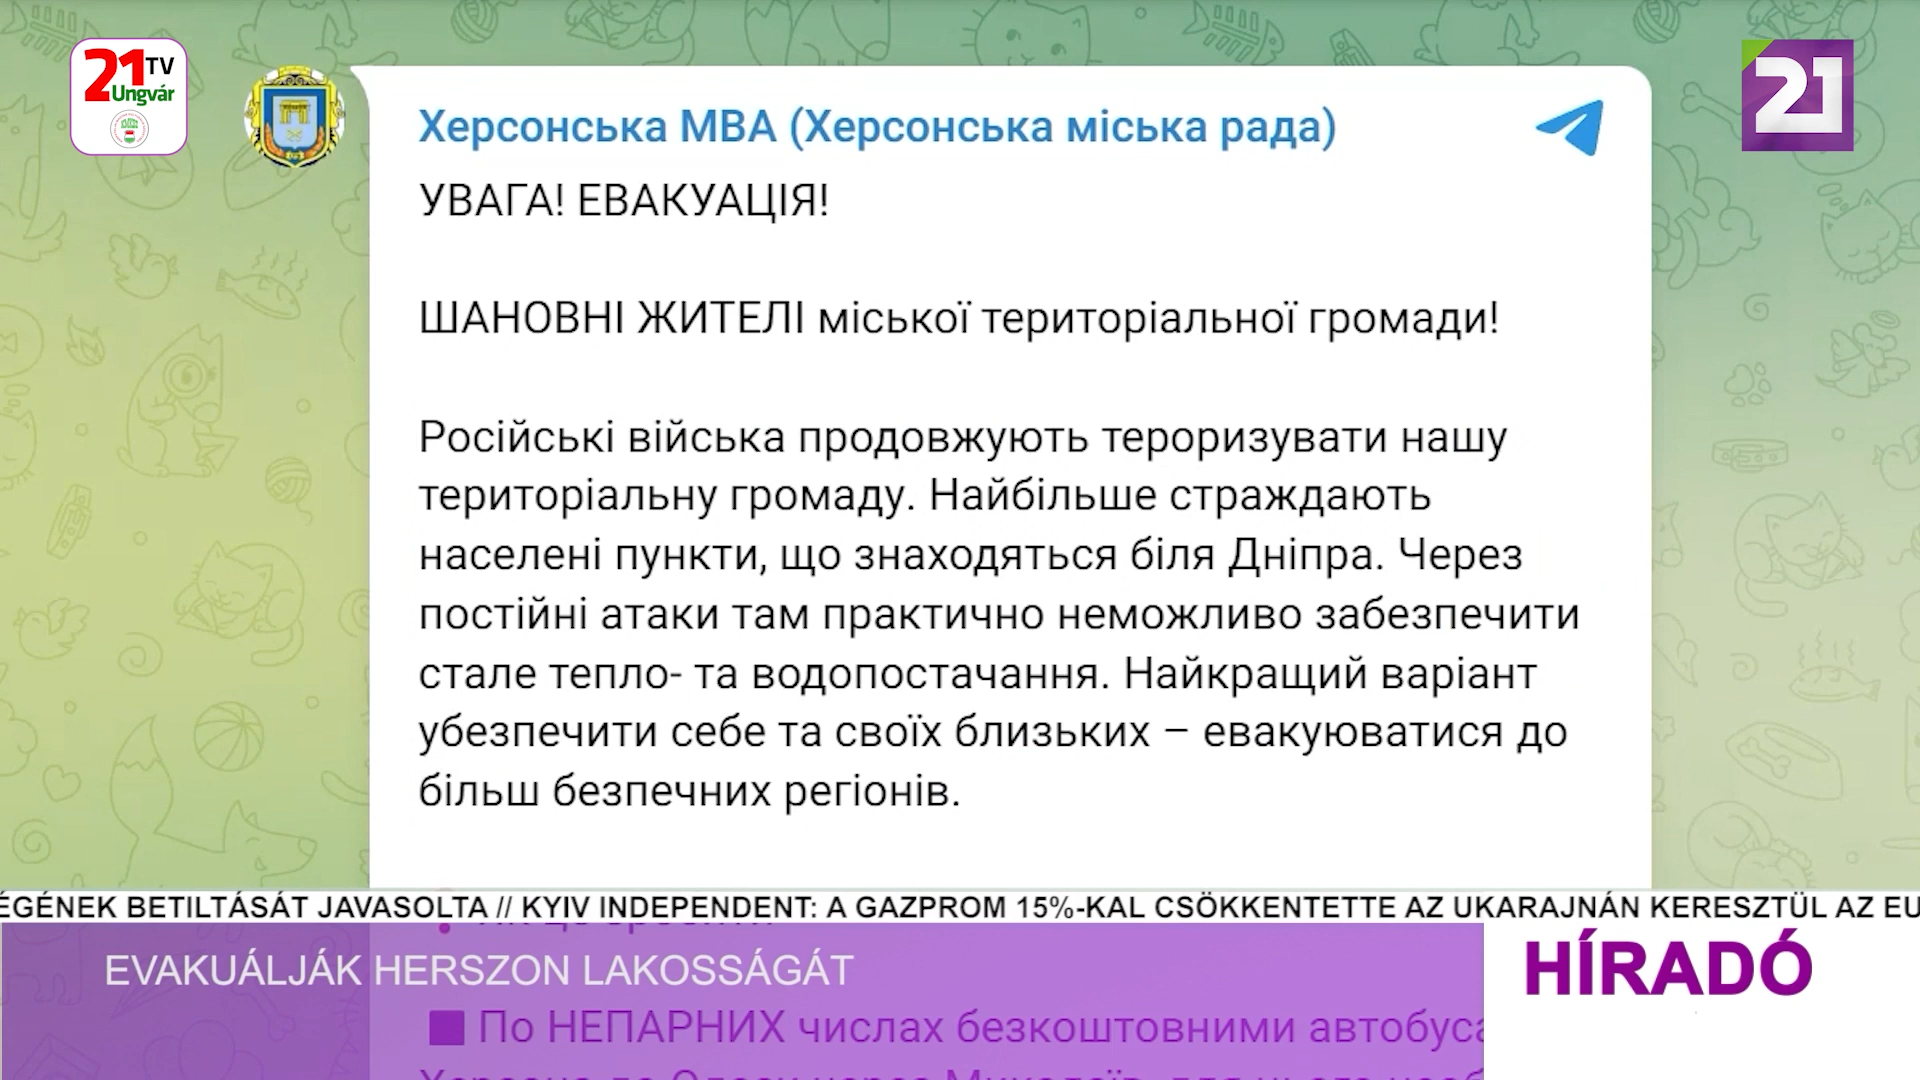 21 TV
Ungvár
21
Херсонська МВА (Херсонська міська рада)
УВАГА! ЕВАКУАЦІЯ!
ШАНОВНІ ЖИТЕЛІ міської територіальної громади!
Російські війська продовжують тероризувати нашу
територіальну громаду. Найбільше страждають
населені пункти, що знаходяться біля Дніпра. Через
постійні атаки там практично неможливо забезпечити
стале тепло- та водопостачання. Найкращий варіант
убезпечити себе та своїх близьких – евакуюватися до
більш безпечних регіонів.
ÉGÉNEK BETILTÁSÁT JAVASOLTA // KYIV INDEPENDENT: A GAZPROM 15%-KAL CSÖKKENTETTE AZ UKARAJNÁN KERESZTÜL AZ EU
EVAKUÁLJÁK HERSZON LAKOSSÁGÁT
HÍRADÓ
По НЕПАРНИХ числах безкоштовними автобуса